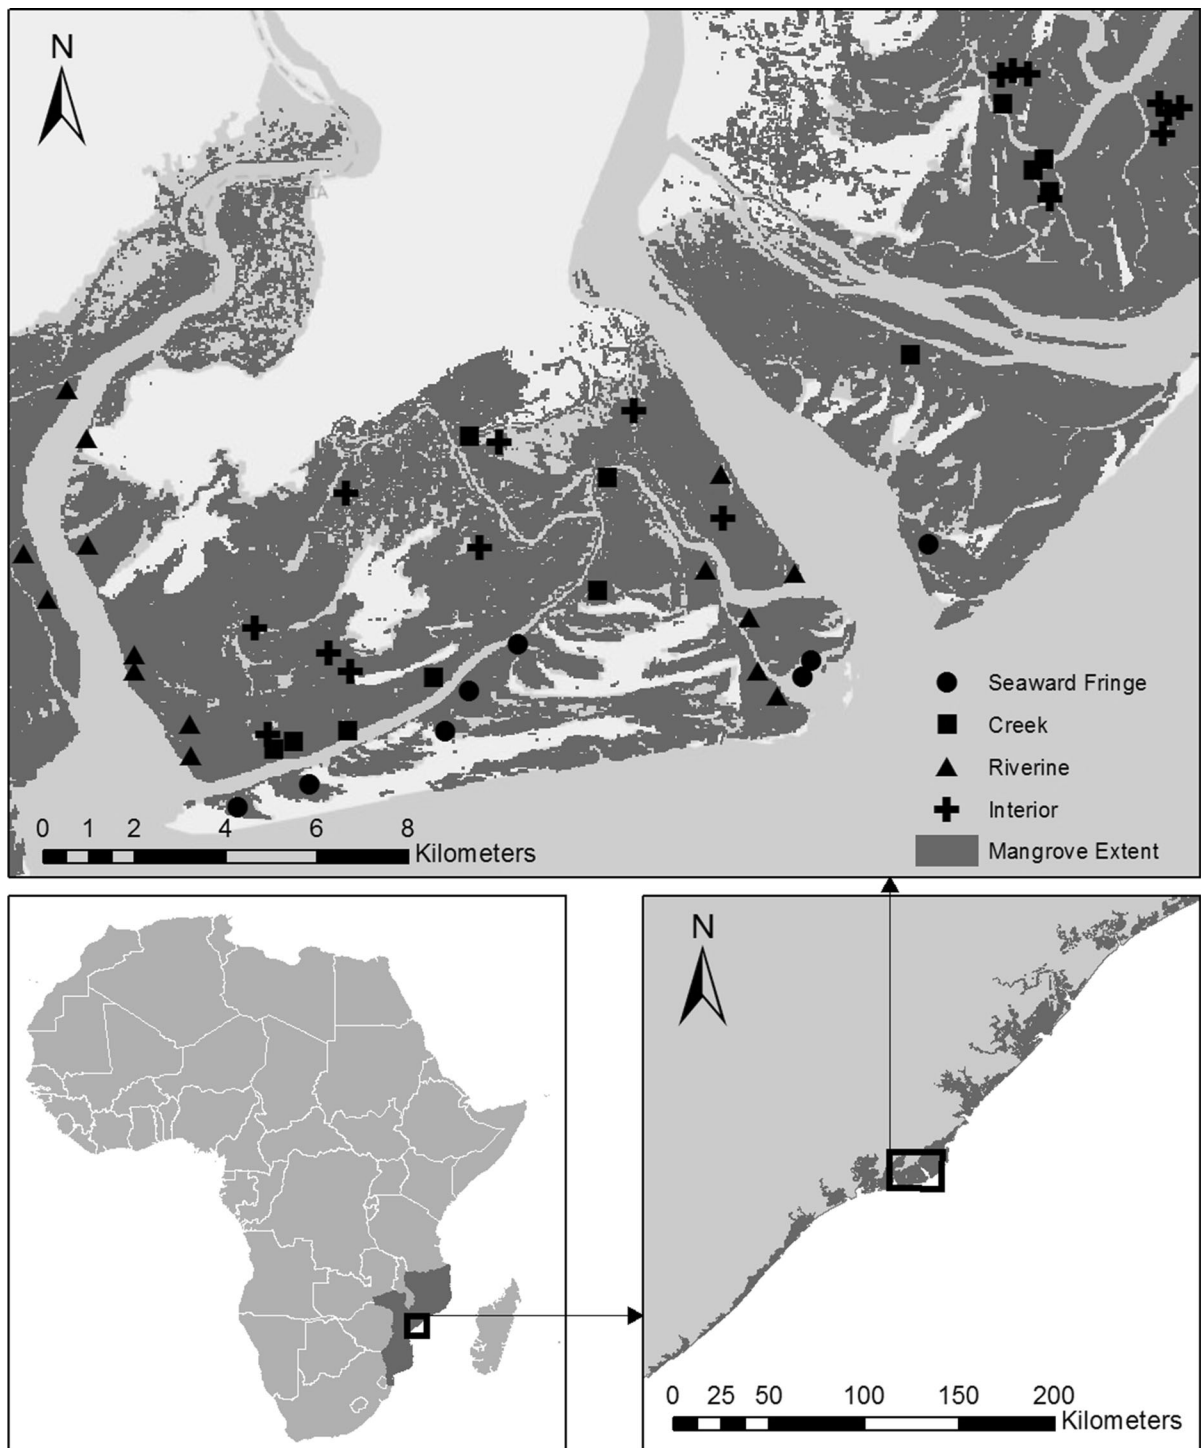 N
Seaward Fringe
Creek
Riverine
Interior
Mangrove Extent
0 1 2 4 6 8
Kilometers
N
0 25 50 100 150 200
Kilometers